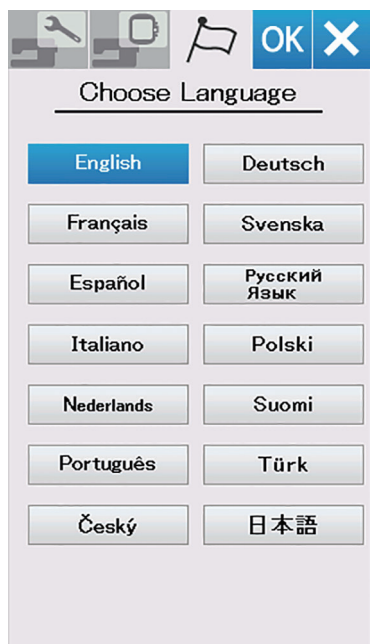 OK
Choose Language
English
Deutsch
Français
Svenska
Español
Русский
Язык
Italiano
Polski
Nederlands
Suomi
Português
Türk
Český
日本語